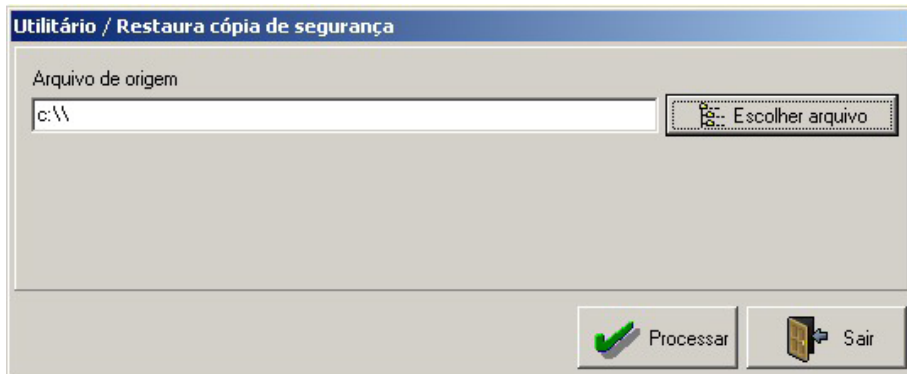 Utilitário / Restaura cópia de segurança
Arquivo de origem
c:\\
Escolher arquivo
Processar
Sair